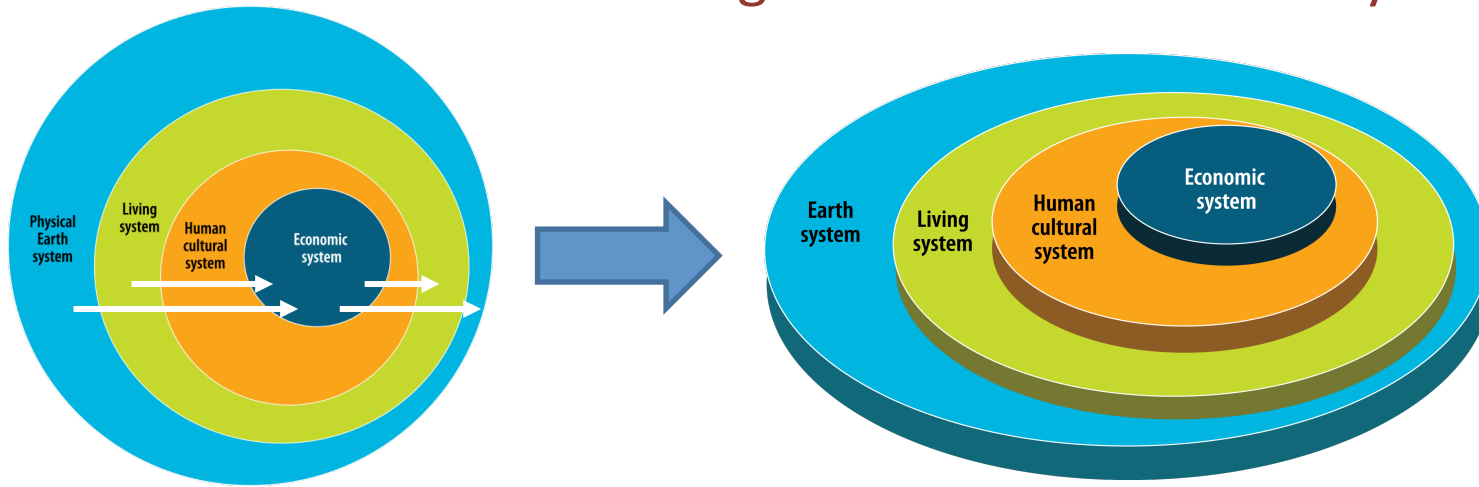 Physical
Earth
system
Living
system
Human
cultural
system
Economic
system
Earth
system
Living
system
Human
cultural
system
Economic
system